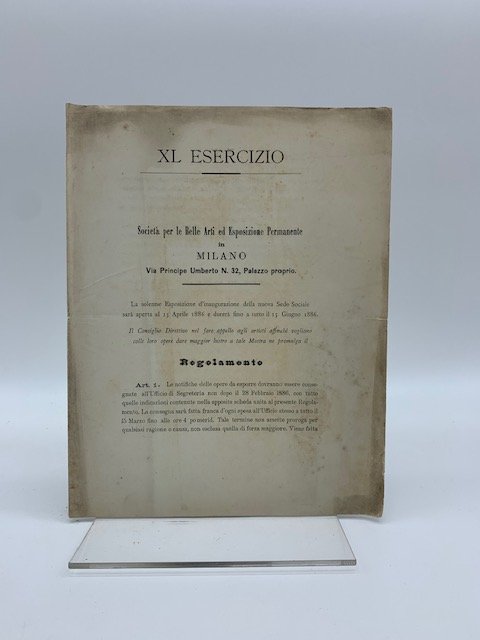 XL ESERCIZIO
Società per le Belle Arti ed Esposizione Permanente
in
MILANO
Via Principe Umberto N. 32, Palazzo proprio.
La solenne Esposizione d'inaugurazione della nuova Sede Sociale
sarà aperta al 15 Aprile 1886 e durerà fino a tutto il 15 Giugno 1886.
Il Consiglio Direttivo nel fare appello agli artisti affinchè vogliano
colle loro opere dare maggior lustro a tale Mostra ne promulga il
Regolamento
Art. 1. Le notifiche delle opere da esporre dovranno essere conse-
gnate all'Ufficio di Segreteria non dopo il 28 Febbraio 1886, con tutte
quelle indicazioni contenute nella apposita scheda unita al presente Regola-
mento. La consegna sarà fatta franca d'ogni spesa all'Ufficio stesso a tutto il
15 Marzo fino alle ore 4 pomerid. Tale termine non ammette proroga per
qualsiasi ragione o causa, non esclusa quella di forza maggiore. Viene fatta